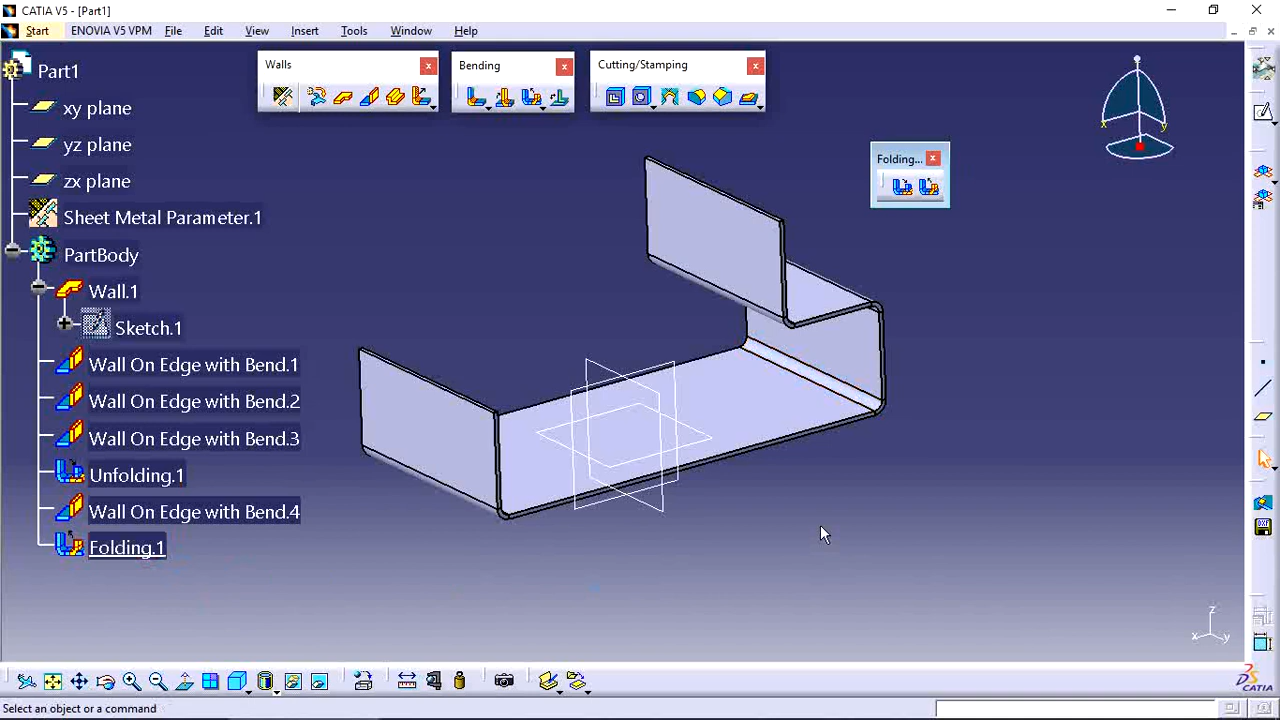 CATIA V5 - [Part1]
Start ENOVIA V5 VPM File Edit View Insert Tools Window Help
Walls
Bending
Cutting/Stamping
Folding...
Part1
xy plane
yz plane
zx plane
Sheet Metal Parameter.1
PartBody
Wall.1
Sketch.1
Wall On Edge with Bend.1
Wall On Edge with Bend.2
Wall On Edge with Bend.3
Unfolding.1
Wall On Edge with Bend.4
Folding.1
x
y
z
x
y
CATIA
Select an object or a command